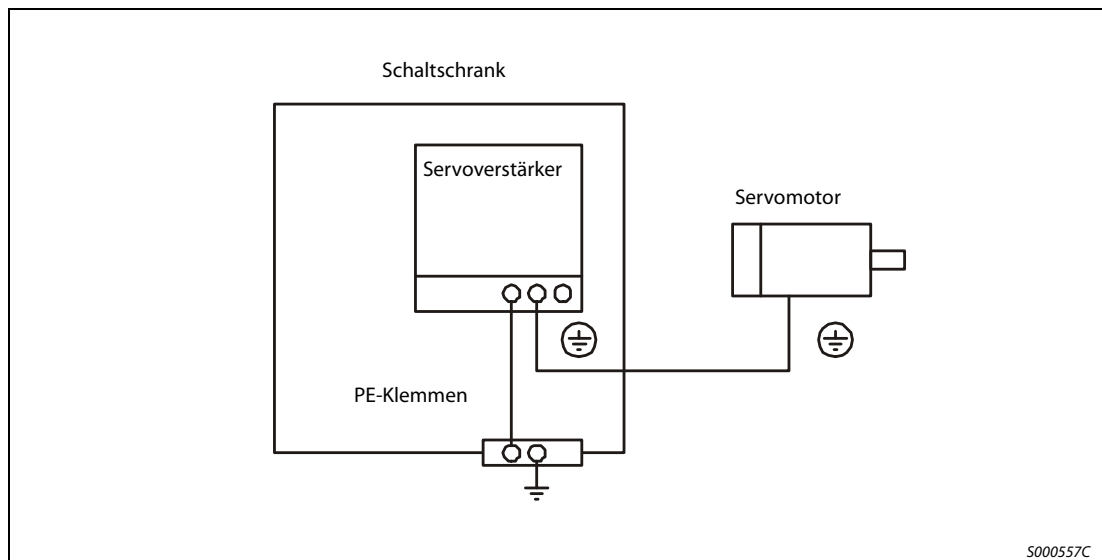 Schaltschrank
Servoverstärker
Servomotor
PE-Klemmen
S000557C